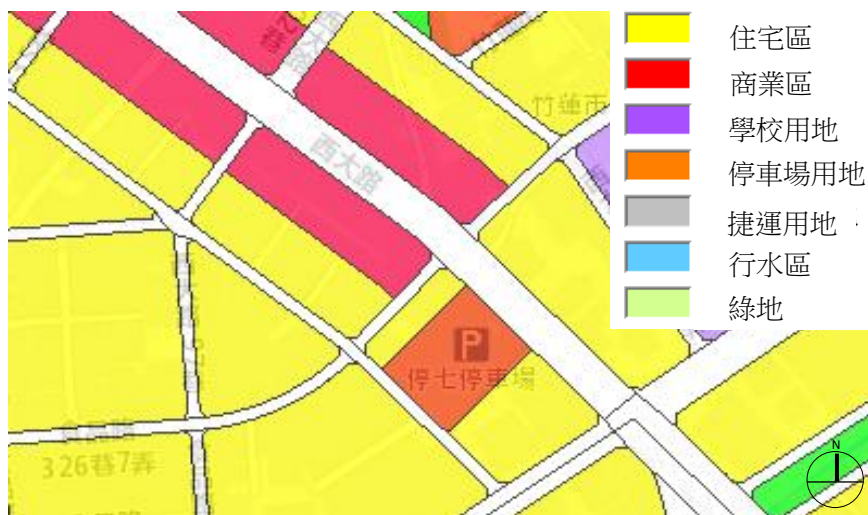 西大路
竹蓮市
P
停七停車場
326巷7弄
住宅區
商業區
學校用地
停車場用地
捷運用地
行水區
綠地
N